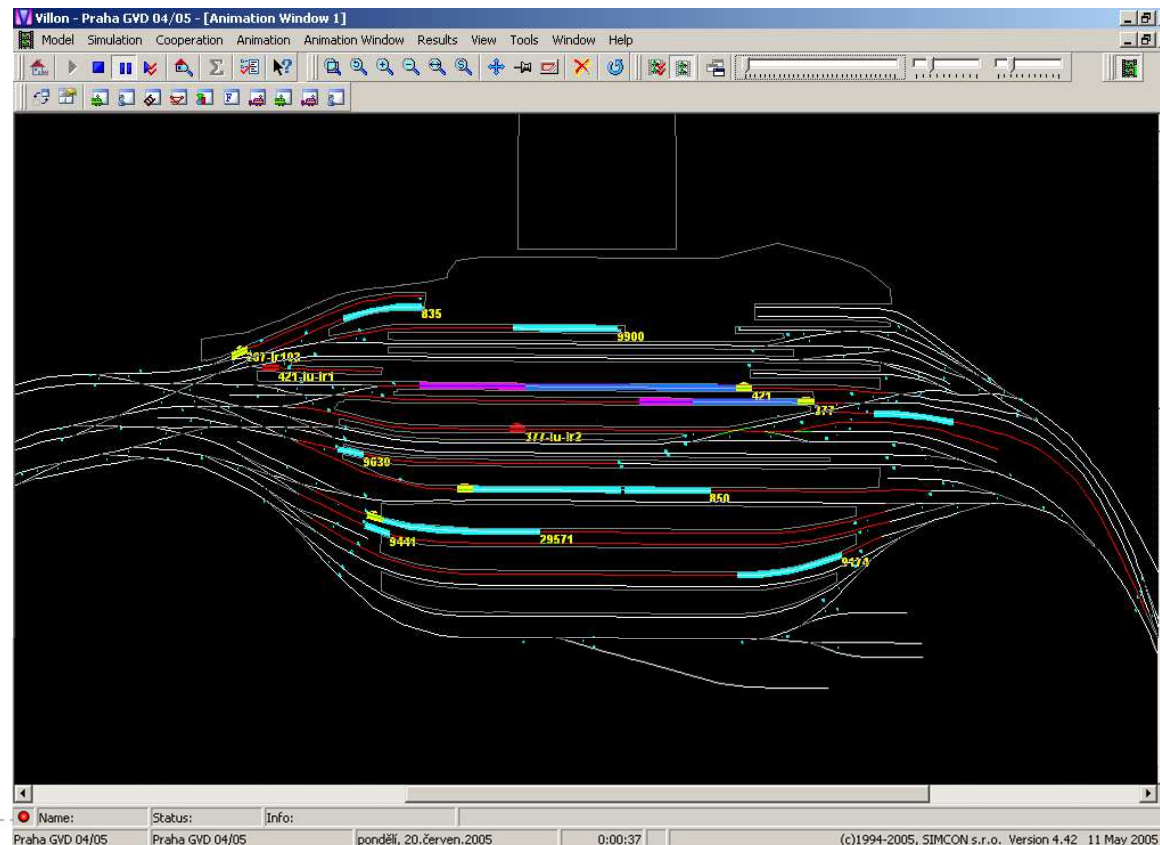 Villon - Praha GVD 04/05 - [Animation Window 1]
Model Simulation Cooperation Animation Animation Window Results View Tools Window Help
835
9900
421-lu-lr1
421
377
377-lu-lr2
9630
850
9441
29571
9474
Name: Status: Info:
Praha GVD 04/05 Praha GVD 04/05 pondělí, 20.červen.2005 0:00:37 (c)1994-2005, SIMCON s.r.o. Version 4.42 11 May 2005